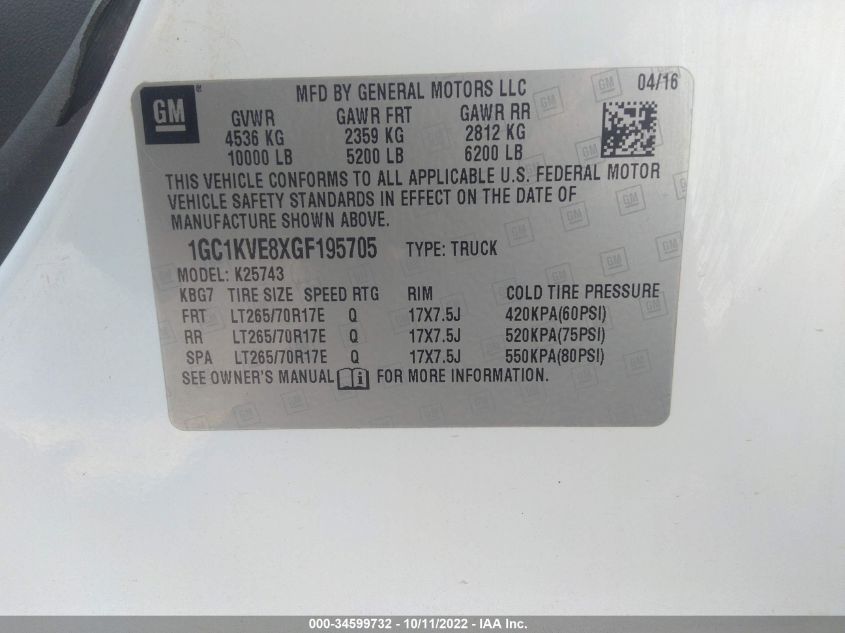 GM
MFD BY GENERAL MOTORS LLC 04/16
GVWR GAWR FRT GAWR RR
4536 KG 2359 KG 2812 KG
10000 LB 5200 LB 6200 LB
THIS VEHICLE CONFORMS TO ALL APPLICABLE U.S. FEDERAL MOTOR
VEHICLE SAFETY STANDARDS IN EFFECT ON THE DATE OF
MANUFACTURE SHOWN ABOVE.
1GC1KVE8XGF195705 TYPE: TRUCK
MODEL: K25743
KBG7 TIRE SIZE SPEED RTG RIM COLD TIRE PRESSURE
FRT LT265/70R17E Q 17X7.5J 420KPA(60PSI)
RR LT265/70R17E Q 17X7.5J 520KPA(75PSI)
SPA LT265/70R17E Q 17X7.5J 550KPA(80PSI)
SEE OWNER'S MANUAL i FOR MORE INFORMATION.
000-34599732 - 10/11/2022 - IAA Inc.